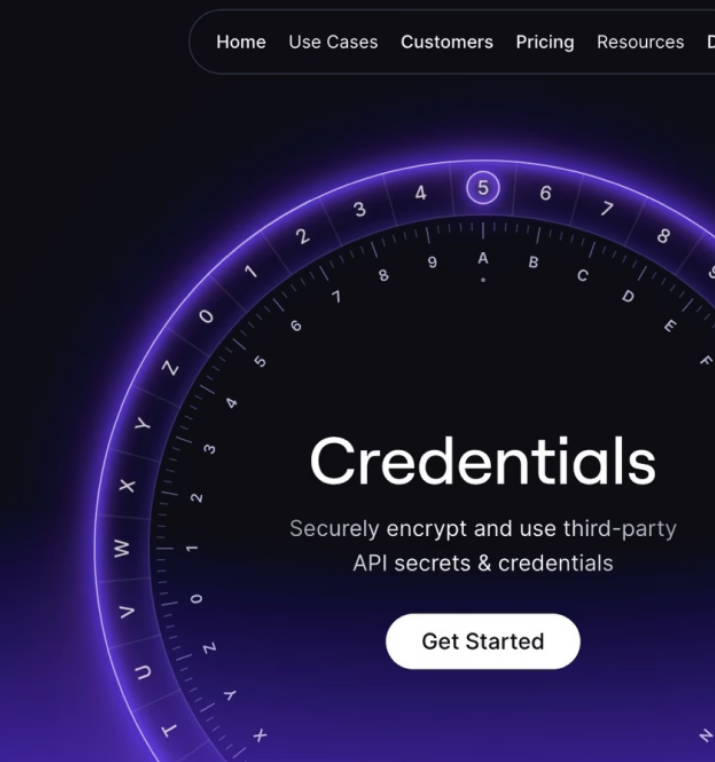 Home Use Cases Customers Pricing Resources D
T U V W X Y Z 0 1 2 3 4 5 6 7 8 9
X Y Z 0 1 2 3 4 5 6 7 8 9 A B C D E F
N
Credentials
Securely encrypt and use third-party
API secrets & credentials
Get Started